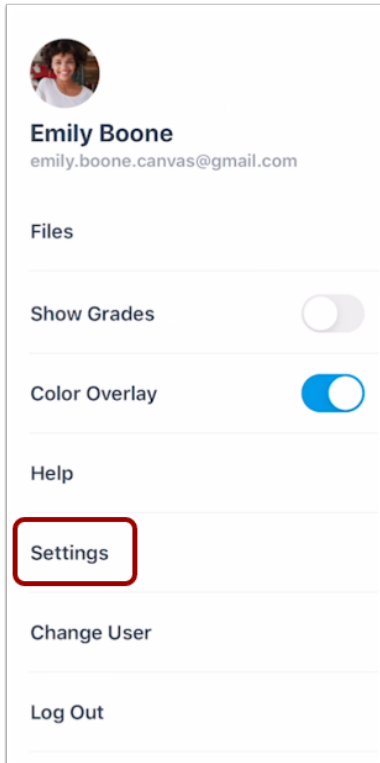 Emily Boone
emily.boone.canvas@gmail.com
Files
Show Grades
Color Overlay
Help
Settings
Change User
Log Out